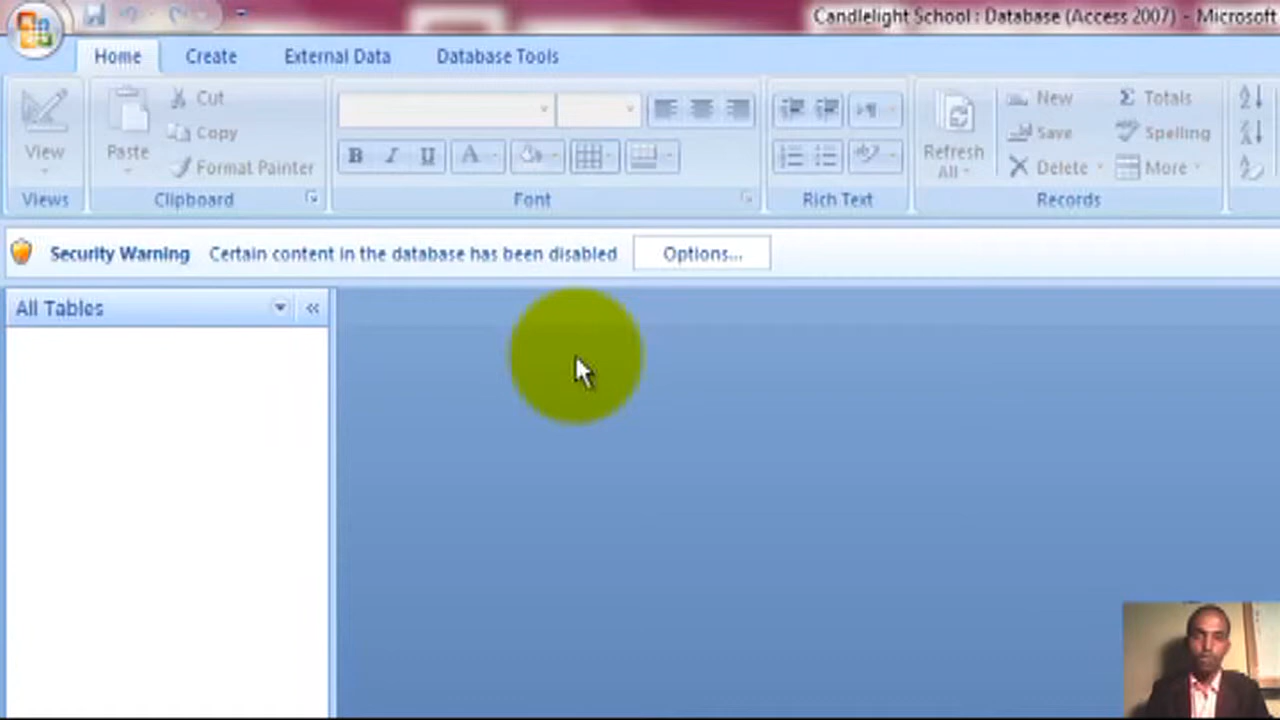 Candlelight School : Database (Access 2007) - Microsoft
Home Create External Data Database Tools
View
Paste
Cut
Copy
Format Painter
B I U A
Refresh
All
New
Save
Delete
Σ Totals
Spelling
More
Views Clipboard Font Rich Text Records
Security Warning Certain content in the database has been disabled Options...
All Tables «